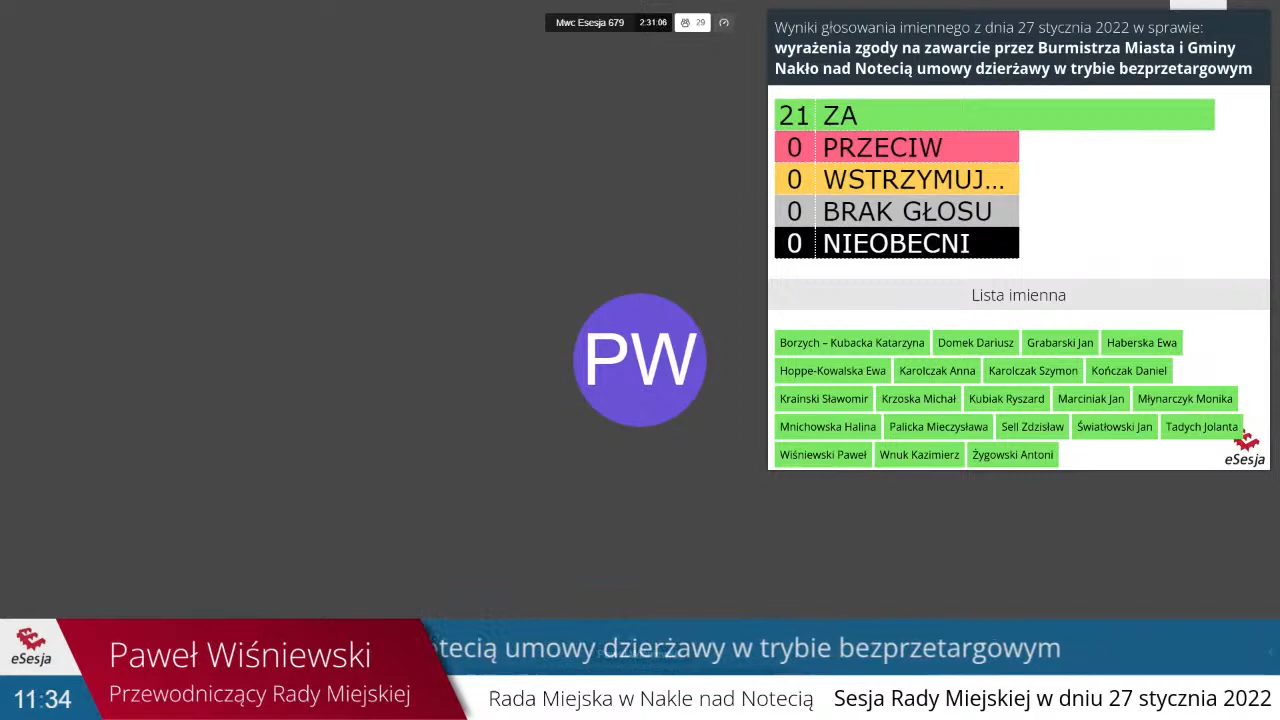 Mwc Esesja 679 2:31:06 29
Wyniki głosowania imiennego z dnia 27 stycznia 2022 w sprawie:
wyrażenia zgody na zawarcie przez Burmistrza Miasta i Gminy
Nakło nad Notecią umowy dzierżawy w trybie bezprzetargowym
21 ZA
0 PRZECIW
0 WSTRZYMUJ...
0 BRAK GŁOSU
0 NIEOBECNI
Lista imienna
Borzych – Kubacka Katarzyna Domek Dariusz Grabarski Jan Haberska Ewa
Hoppe-Kowalska Ewa Karolczak Anna Karolczak Szymon Kończak Daniel
Krainski Sławomir Krzoska Michał Kubiak Ryszard Marciniak Jan Młynarczyk Monika
Mnichowska Halina Palicka Mieczysława Sell Zdzisław Światłowski Jan Tadych Jolanta
Wiśniewski Paweł Wnuk Kazimierz Żygowski Antoni
eSesja
PW
eSesja
Paweł Wiśniewski
Przewodniczący Rady Miejskiej
otecią umowy dzierżawy w trybie bezprzetargowym
11:34
Rada Miejska w Nakle nad Notecią Sesja Rady Miejskiej w dniu 27 stycznia 2022